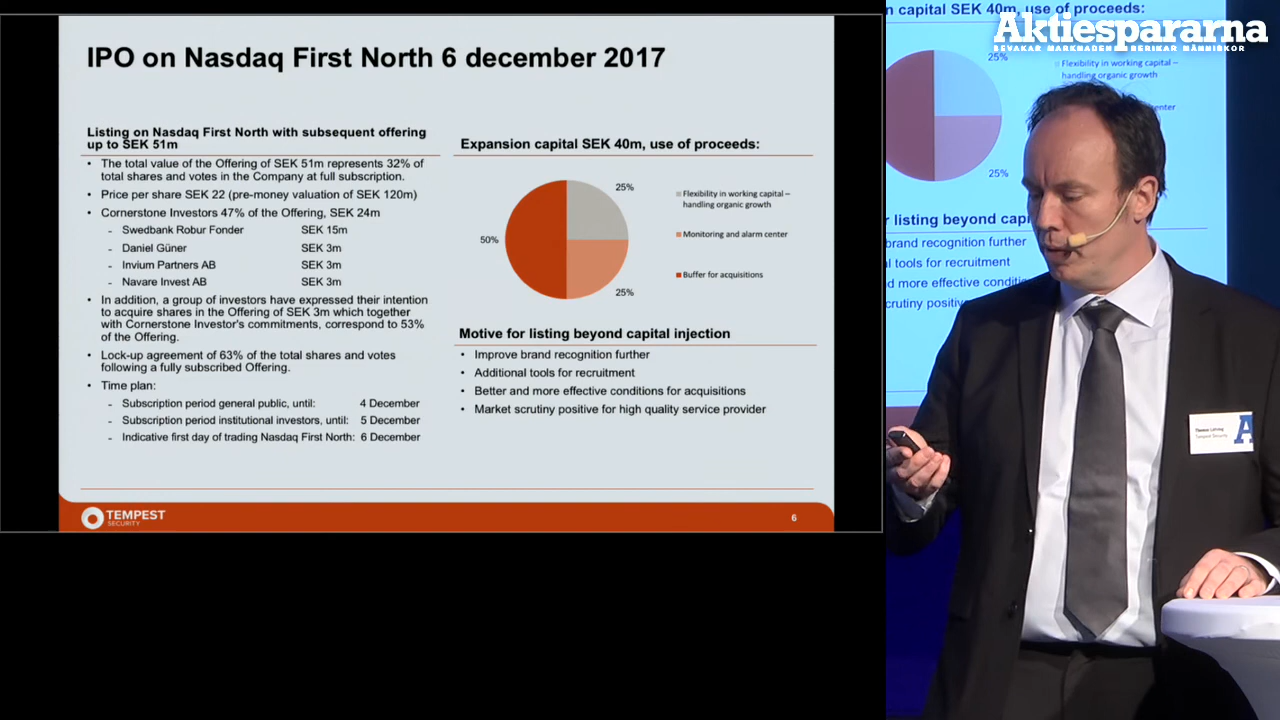 IPO on Nasdaq First North 6 december 2017
Listing on Nasdaq First North with subsequent offering
up to SEK 51m
• The total value of the Offering of SEK 51m represents 32% of
total shares and votes in the Company at full subscription.
• Price per share SEK 22 (pre-money valuation of SEK 120m)
• Cornerstone Investors 47% of the Offering, SEK 24m
- Swedbank Robur Fonder SEK 15m
- Daniel Güner SEK 3m
- Invium Partners AB SEK 3m
- Navare Invest AB SEK 3m
• In addition, a group of investors have expressed their intention
to acquire shares in the Offering of SEK 3m which together
with Cornerstone Investor's commitments, correspond to 53%
of the Offering.
• Lock-up agreement of 63% of the total shares and votes
following a fully subscribed Offering.
• Time plan:
- Subscription period general public, until: 4 December
- Subscription period institutional investors, until: 5 December
- Indicative first day of trading Nasdaq First North: 6 December
Expansion capital SEK 40m, use of proceeds:
25%
50%
25%
Flexibility in working capital –
handling organic growth
Monitoring and alarm center
Buffer for acquisitions
Motive for listing beyond capital injection
• Improve brand recognition further
• Additional tools for recruitment
• Better and more effective conditions for acquisitions
• Market scrutiny positive for high quality service provider
TEMPEST
SECURITY
6
n capital SEK 40m, use of proceeds:
Aktiespararna
BEVAKAR MARKNADEN BERIKAR MÄNNISKOR
25%
Flexibility in working capital –
handling organic growth
center
25%
r listing beyond capi
brand recognition further
l tools for recruitment
d more effective conditi
crutiny positive
Tempest Security
A